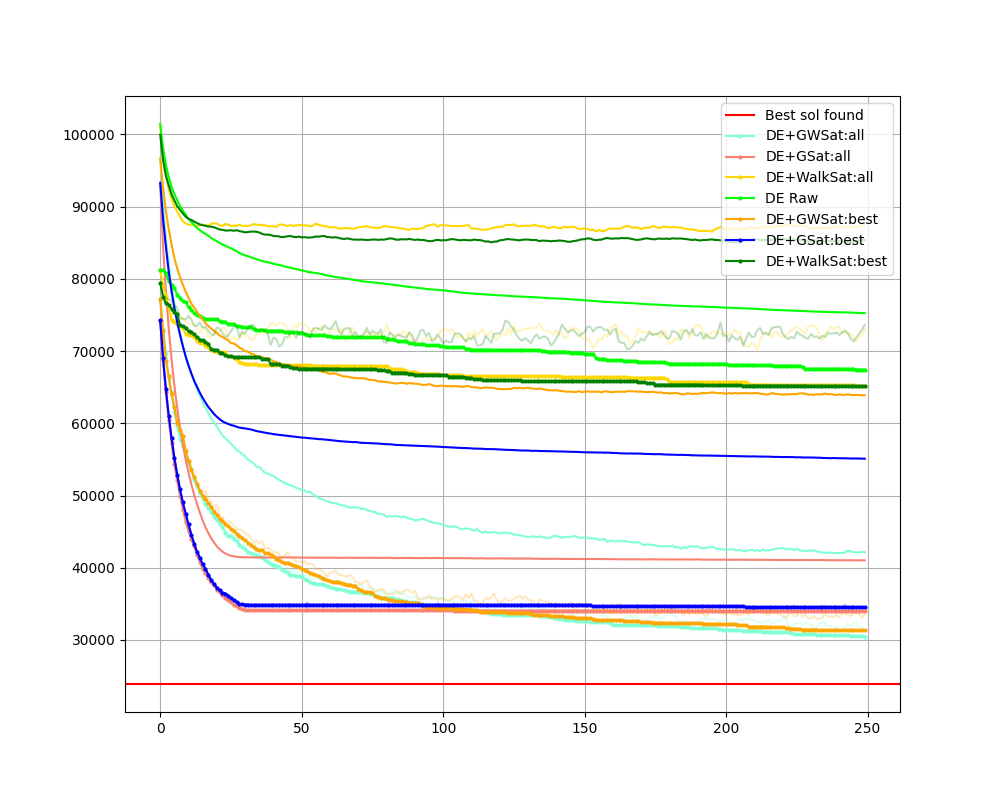 100000
90000
80000
70000
60000
50000
40000
30000
0
50
100
150
200
250
Best sol found
DE+GWSat:all
DE+GSat:all
DE+WalkSat:all
DE Raw
DE+GWSat:best
DE+GSat:best
DE+WalkSat:best